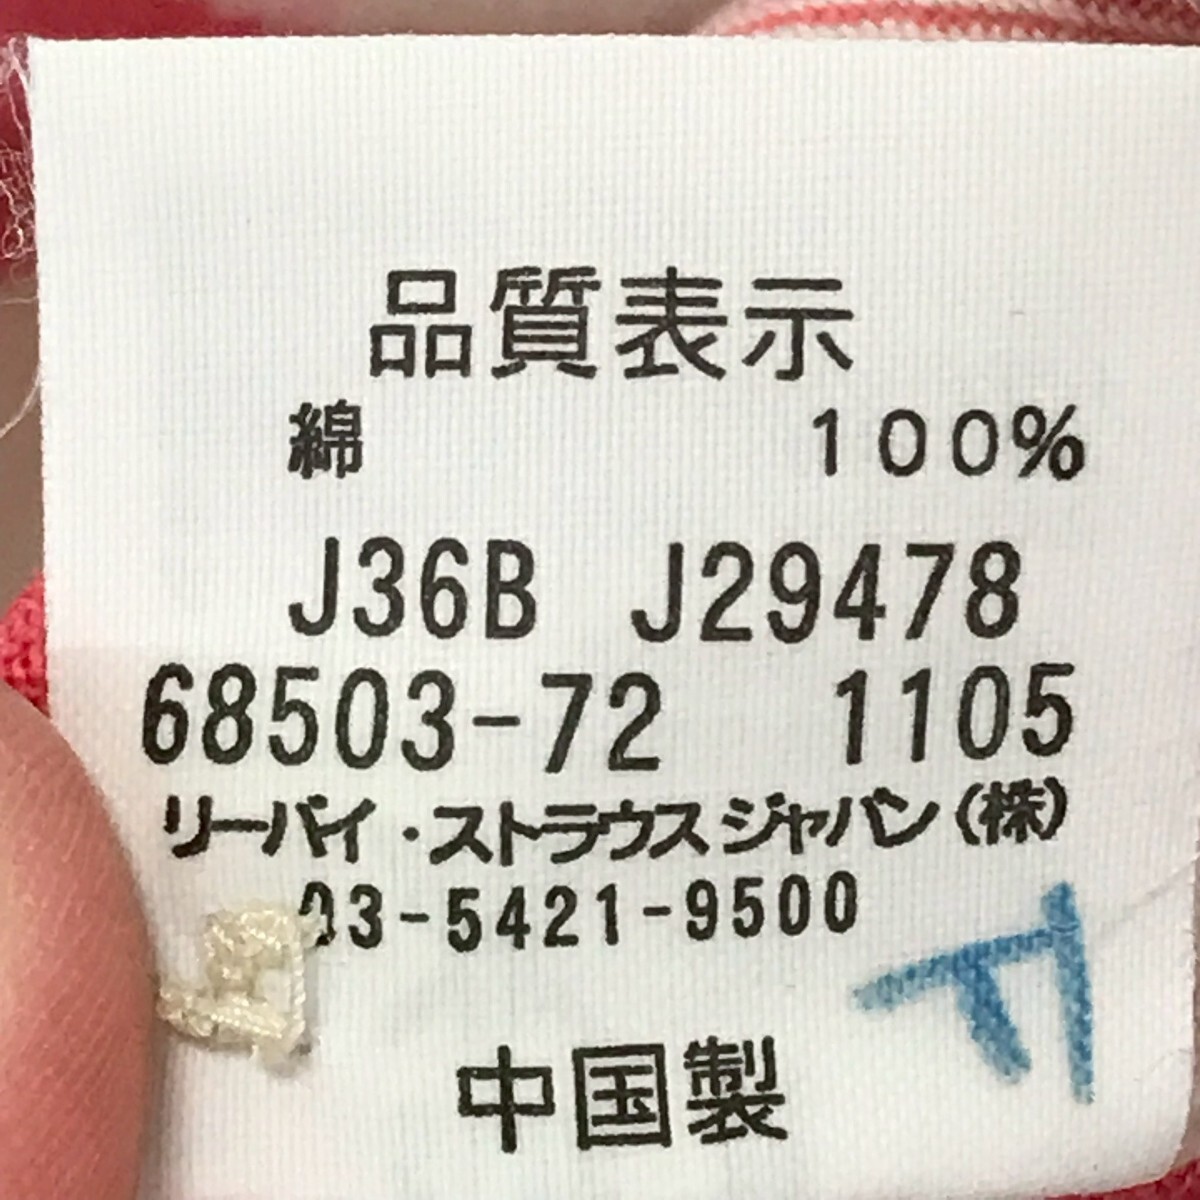 品質表示
綿 100%
J36B J29478
68503-72 1105
リーバイ・ストラウスジャパン(株)
03-5421-9500
中国製